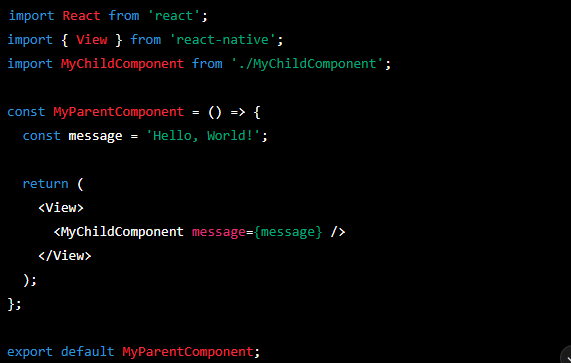 import React from 'react';
import { View } from 'react-native';
import MyChildComponent from './MyChildComponent';

const MyParentComponent = () => {
  const message = 'Hello, World!';

  return (
    <View>
      <MyChildComponent message={message} />
    </View>
  );
};

export default MyParentComponent;